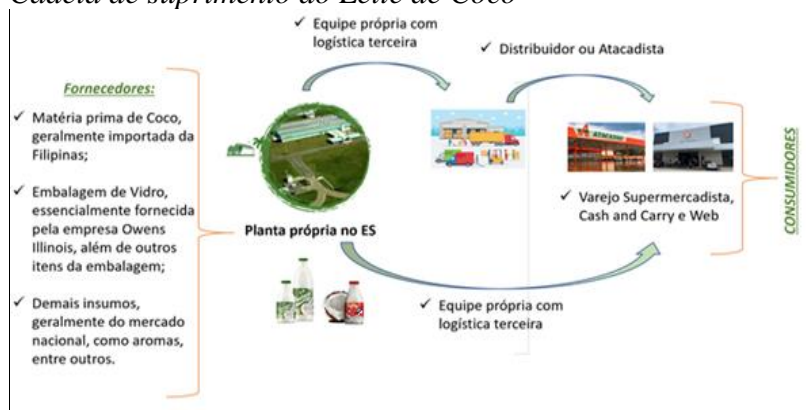 Cadeia de suprimento do Leite de Coco
✓ Equipe própria com
logística terceira
✓ Distribuidor ou Atacadista
Fornecedores:
✓ Matéria prima de Coco,
geralmente importada da
Filipinas;
✓ Embalagem de Vidro,
essencialmente fornecida
pela empresa Owens
Illinois, além de outros
itens da embalagem;
✓ Demais insumos,
geralmente do mercado
nacional, como aromas,
entre outros.
Planta própria no ES
ATACADÃO
✓ Varejo Supermercadista,
Cash and Carry e Web
✓ Equipe própria com
logística terceira
CONSUMIDORES